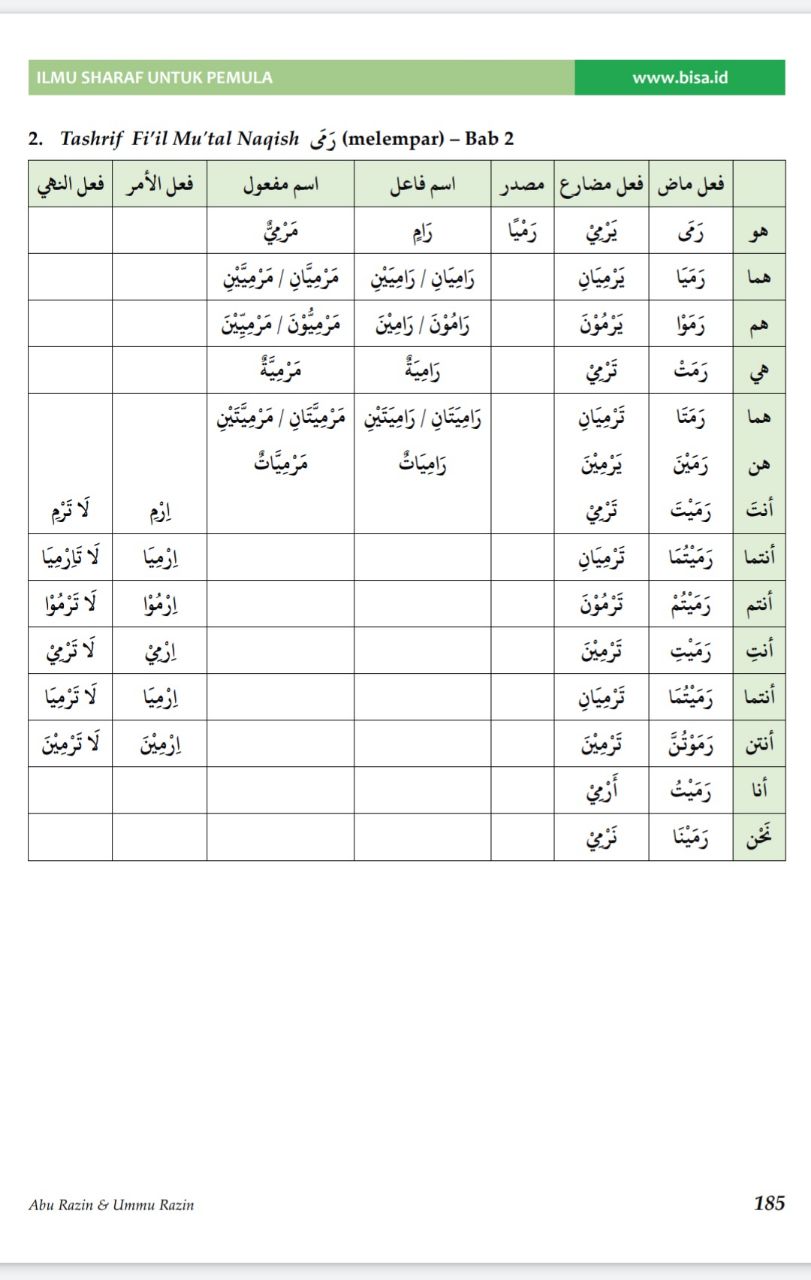 ILMU SHARAF UNTUK PEMULA www.bisa.id
2. Tashrif Fi'il Mu'tal Naqish رَمَى (melempar) – Bab 2
فعل ماض فعل مضارع مصدر اسم فاعل اسم مفعول فعل الأمر فعل النهي
هو رَمَى يَرْمِيْ رَمْيًا رَامٍ مَرْمِيٌّ
هما رَمَيَا يَرْمِيَانِ رَامِيَانِ / رَامِيَيْنِ مَرْمِيَّانِ / مَرْمِيَّيْنِ
هم رَمَوْا يَرْمُوْنَ رَامُوْنَ / رَامِيْنَ مَرْمِيُّوْنَ / مَرْمِيِّيْنَ
هي رَمَتْ تَرْمِيْ رَامِيَةٌ مَرْمِيَّةٌ
هما رَمَتَا تَرْمِيَانِ رَامِيَتَانِ / رَامِيَتَيْنِ مَرْمِيَّتَانِ / مَرْمِيَّتَيْنِ
هن رَمَيْنَ يَرْمِيْنَ رَامِيَاتٌ مَرْمِيَّاتٌ
أنتَ رَمَيْتَ تَرْمِيْ اِرْمِ لَا تَرْمِ
أنتما رَمَيْتُمَا تَرْمِيَانِ اِرْمِيَا لَا تَاِرْمِيَا
أنتم رَمَيْتُمْ تَرْمُوْنَ اِرْمُوْا لَا تَرْمُوْا
أنتِ رَمَيْتِ تَرْمِيْنَ اِرْمِيْ لَا تَرْمِيْ
أنتما رَمَيْتُمَا تَرْمِيَانِ اِرْمِيَا لَا تَرْمِيَا
أنتن رَمَوْتُنَّ تَرْمِيْنَ اِرْمِيْنَ لَا تَرْمِيْنَ
أنا رَمَيْتُ أَرْمِيْ
نَحْن رَمَيْنَا نَرْمِيْ
Abu Razin & Ummu Razin 185